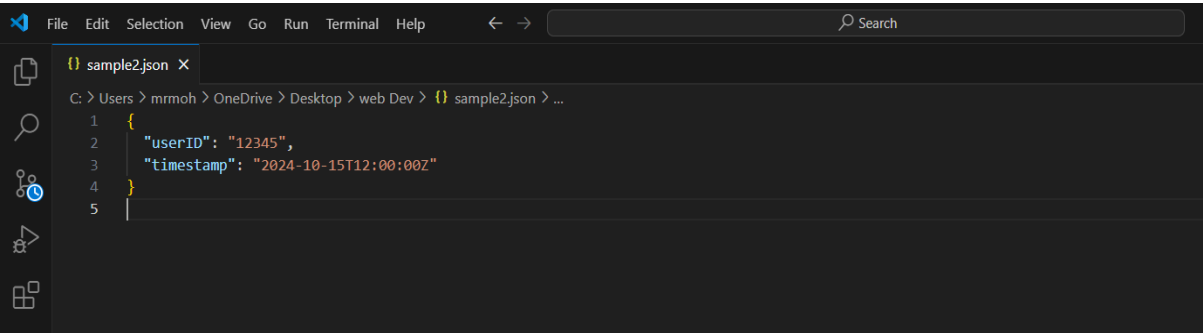 File Edit Selection View Go Run Terminal Help ← → Search
{} sample2.json ×
C: > Users > mrmoh > OneDrive > Desktop > web Dev > {} sample2.json > ...
1 {
2 "userID": "12345",
3 "timestamp": "2024-10-15T12:00:00Z"
4 }
5